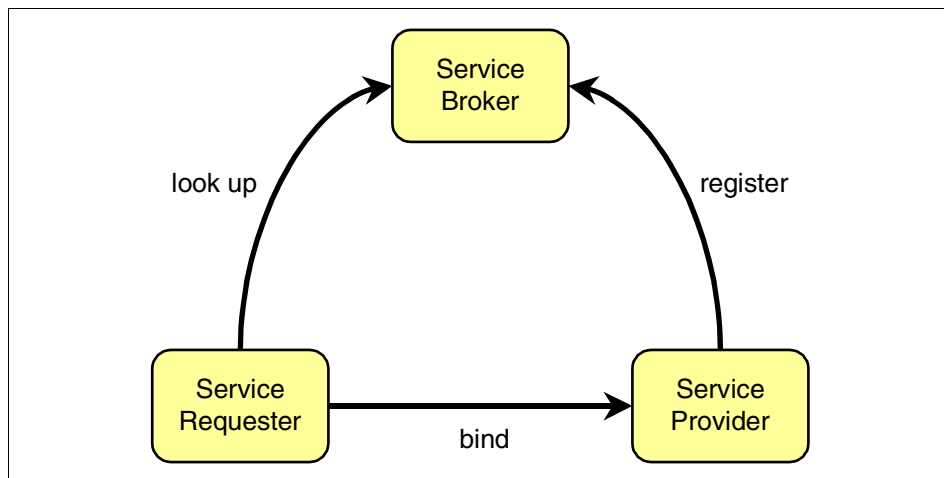 Service
Broker
look up
register
Service
Requester
bind
Service
Provider